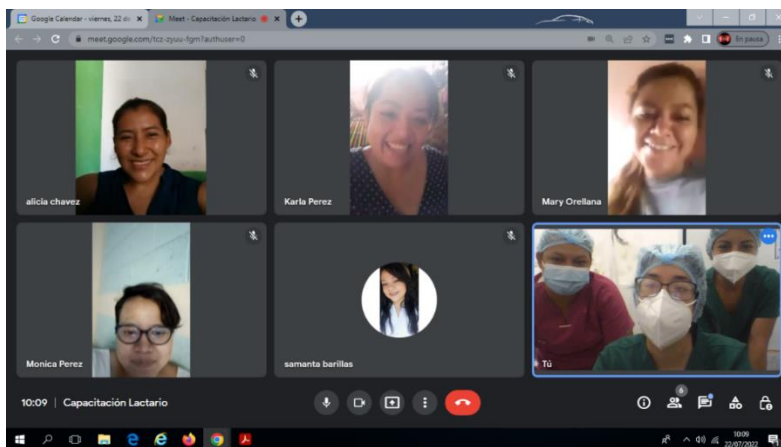 Google Calendar - viernes, 22 de
Meet - Capacitación Lactario
meet.google.com/tcz-zyuu-fgm?authuser=0
En pausa
alicia chavez
Karla Perez
Mary Orellana
Monica Perez
samanta barillas
Tú
10:09 | Capacitación Lactario
6
10:09
22/07/2022